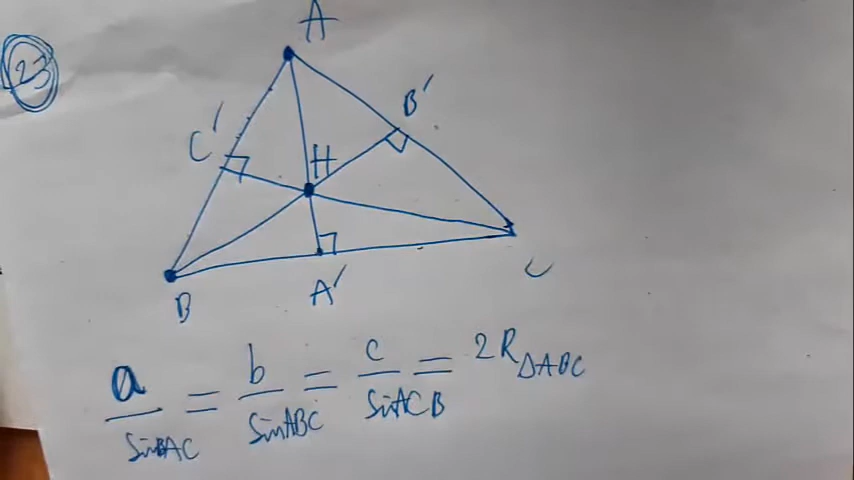 23
A
B'
C'
H
B
A'
C
a/sinBAC = b/sinABC = c/sinACB = 2R△ABC